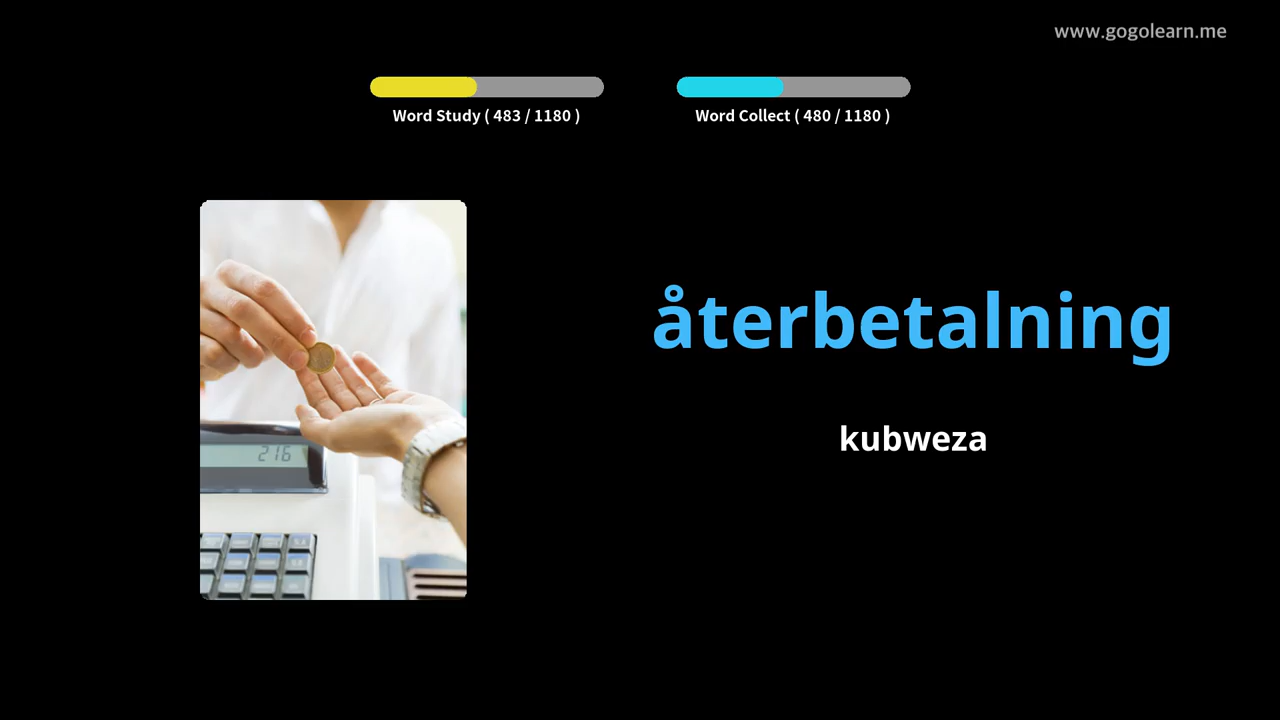 www.gogolearn.me
Word Study ( 483 / 1180 )
Word Collect ( 480 / 1180 )
återbetalning
kubweza
216